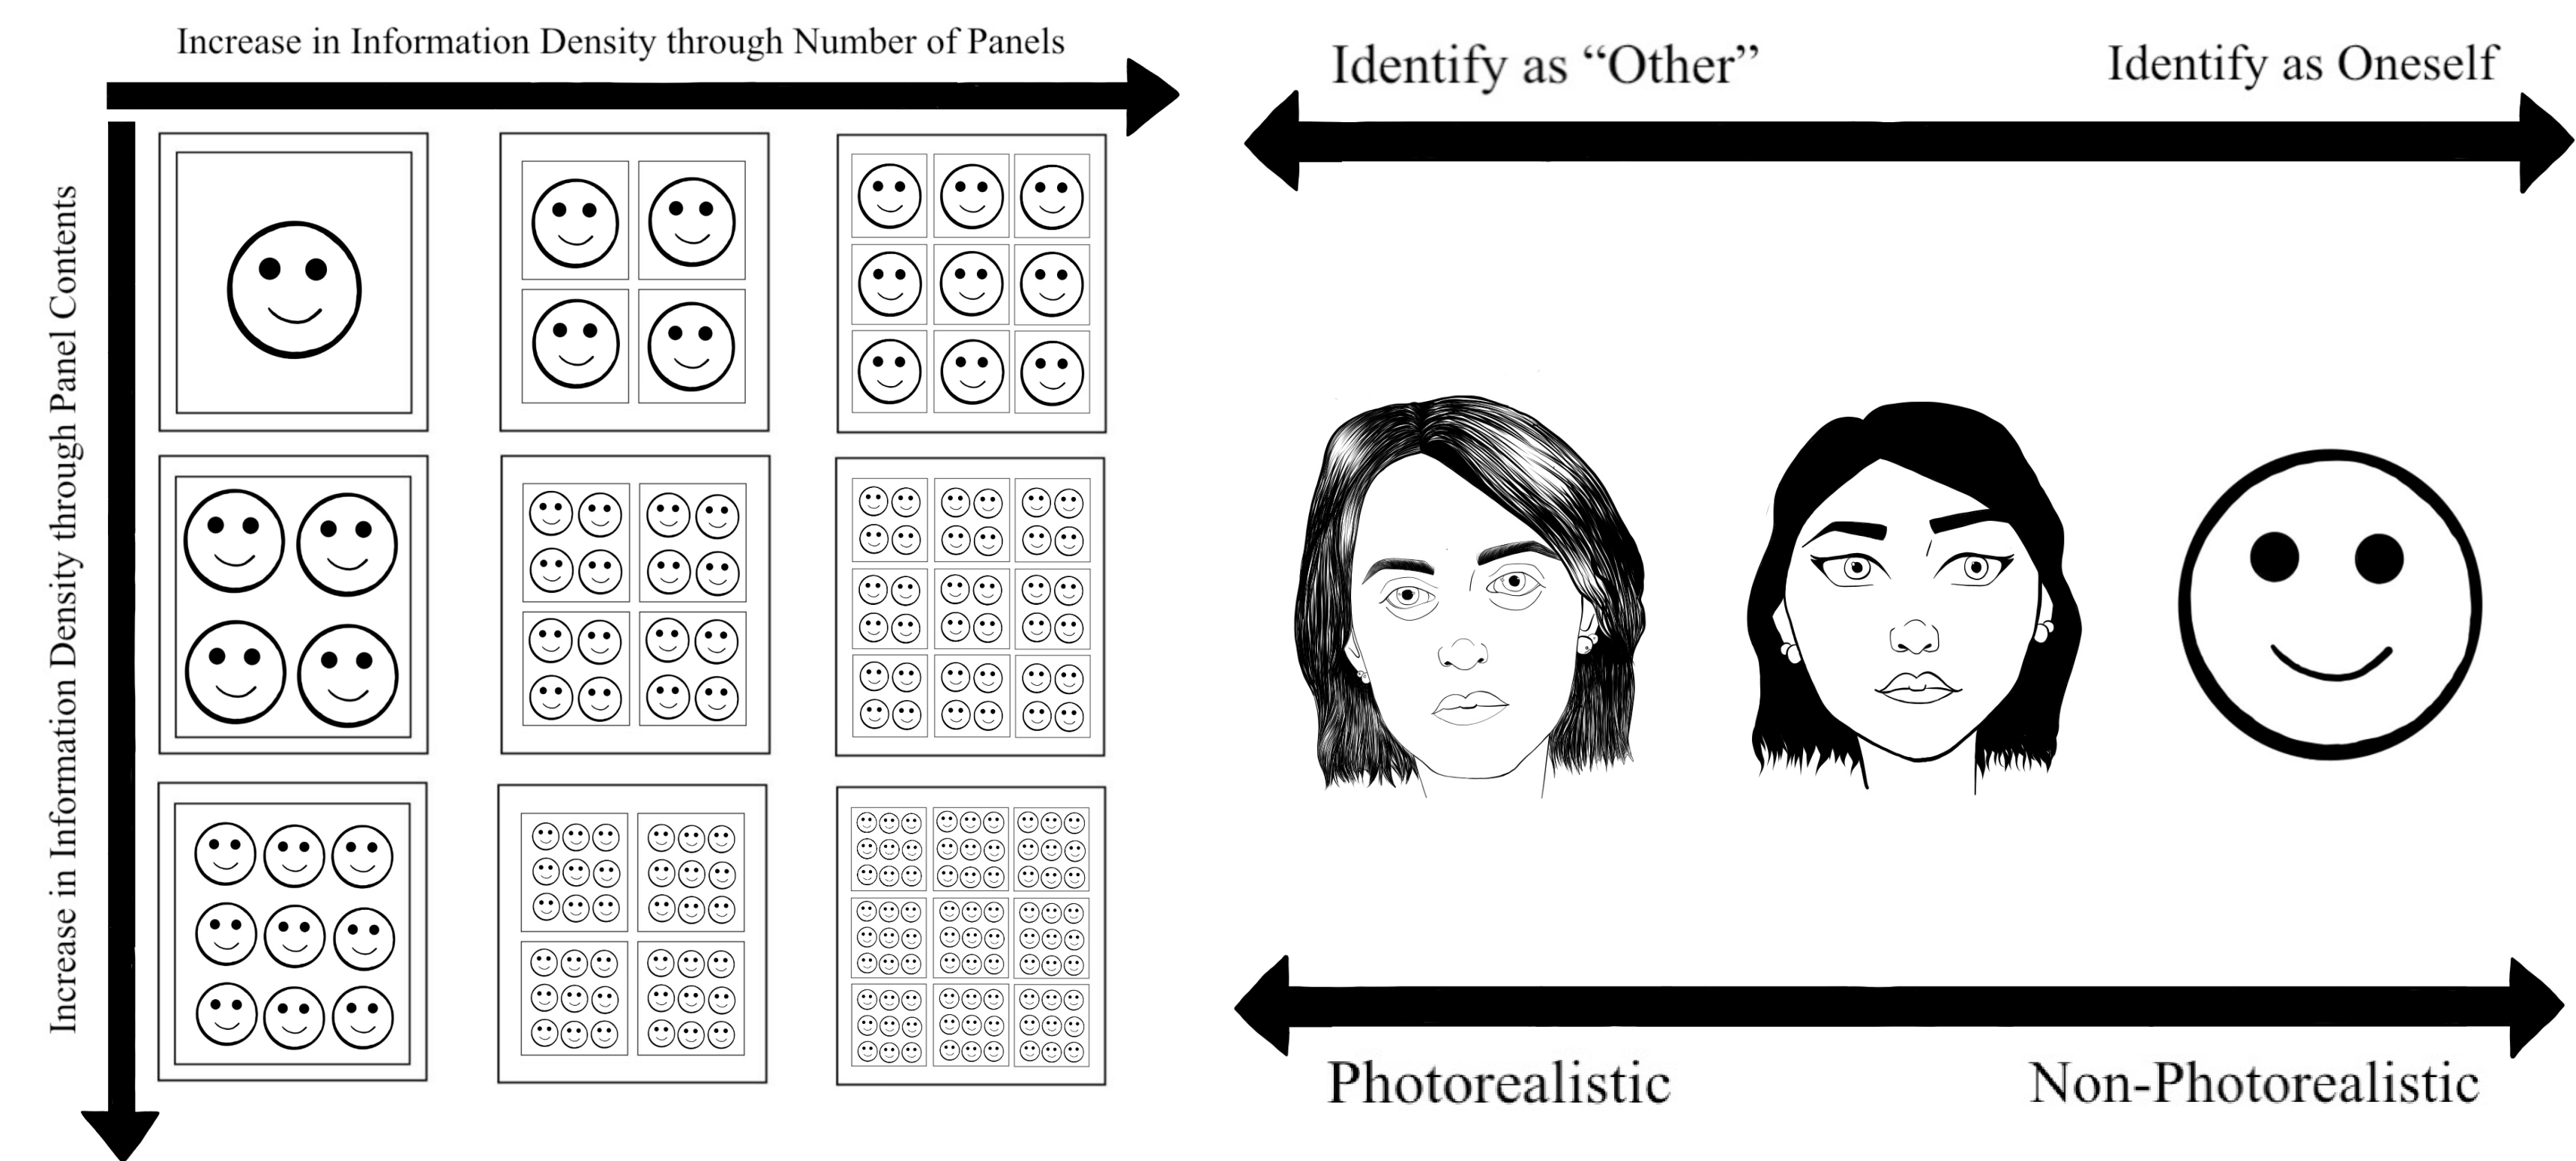 Increase in Information Density through Number of Panels
Increase in Information Density through Panel Contents
Identify as “Other”
Identify as Oneself
Photorealistic
Non-Photorealistic